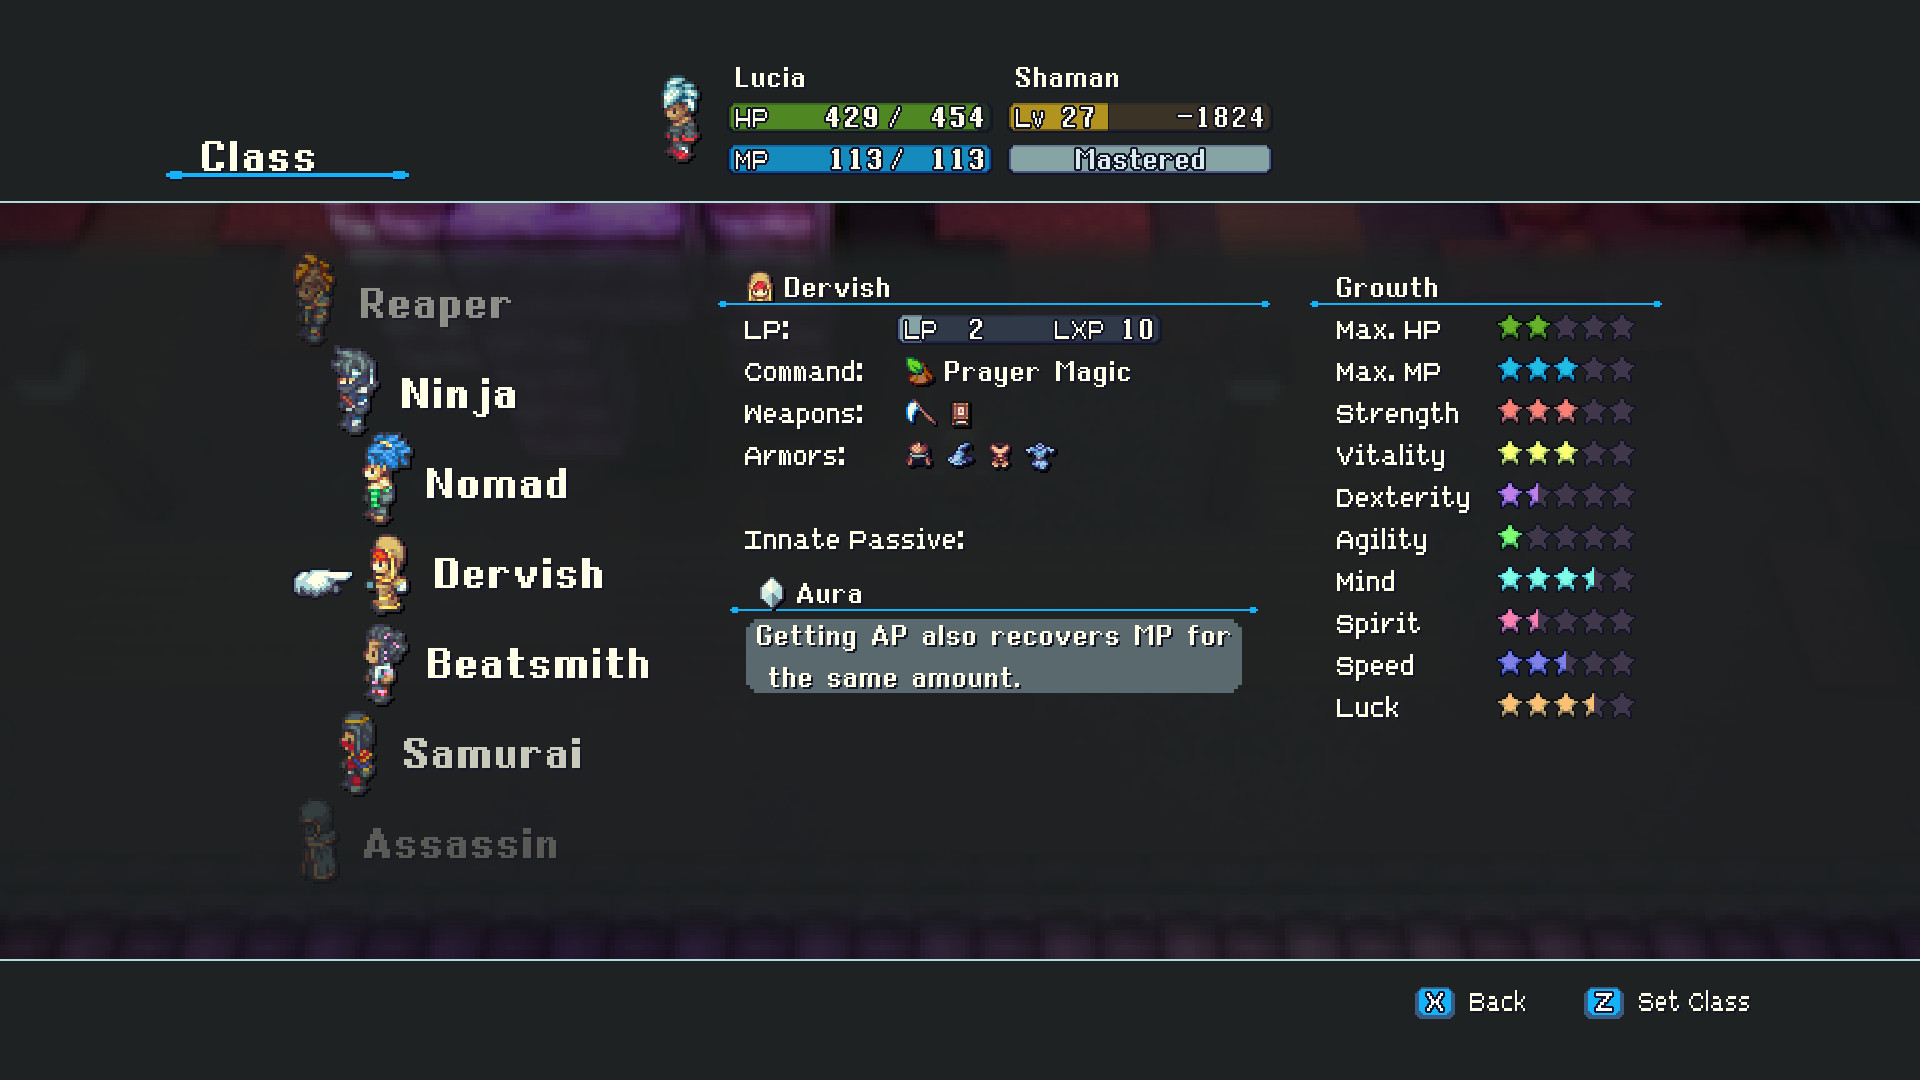 Class
Lucia
HP 429/ 454
MP 113/ 113
Shaman
Lv 27 -1824
Mastered
Reaper
Ninja
Nomad
Dervish
Beatsmith
Samurai
Assassin
Dervish
LP: LP 2 LXP 10
Command: Prayer Magic
Weapons:
Armors:
Innate Passive:
Aura
Getting AP also recovers MP for
the same amount.
Growth
Max. HP
Max. MP
Strength
Vitality
Dexterity
Agility
Mind
Spirit
Speed
Luck
X Back
Z Set Class